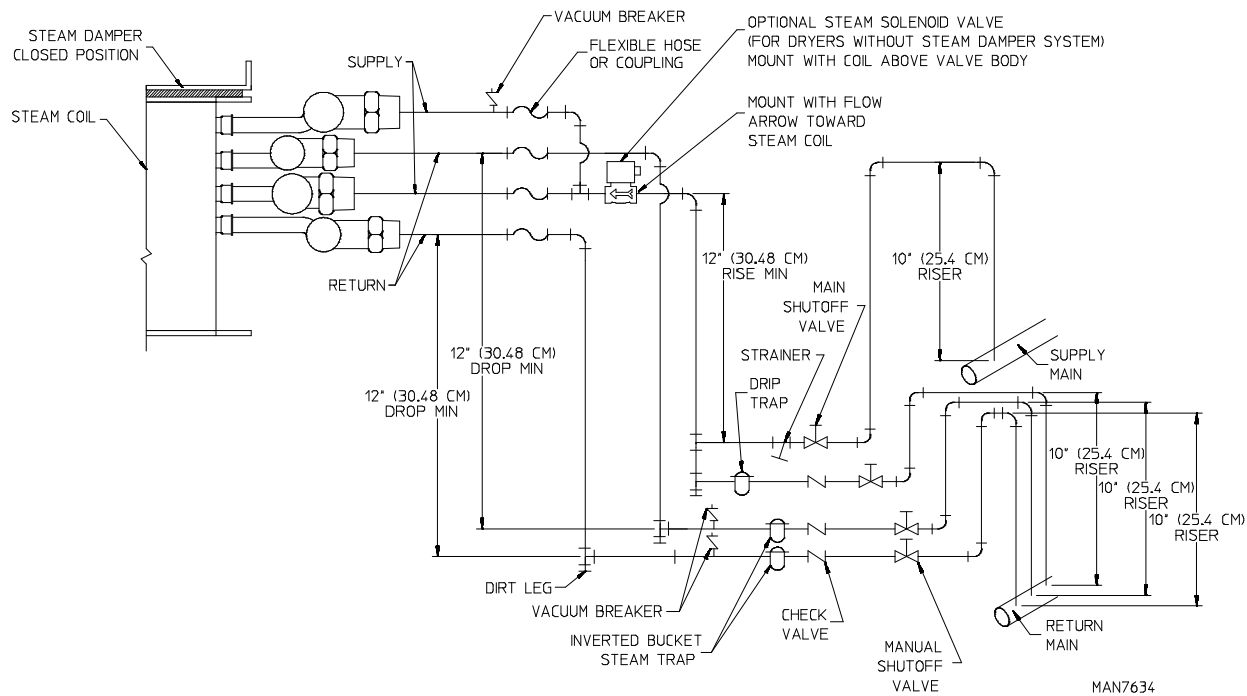 VACUUM BREAKER
OPTIONAL STEAM SOLENOID VALVE
(FOR DRYERS WITHOUT STEAM DAMPER SYSTEM)
MOUNT WITH COIL ABOVE VALVE BODY
STEAM DAMPER
CLOSED POSITION
SUPPLY
FLEXIBLE HOSE
OR COUPLING
STEAM COIL
MOUNT WITH FLOW
ARROW TOWARD
STEAM COIL
12" (30.48 CM)
RISE MIN
10" (25.4 CM)
RISER
RETURN
MAIN
SHUTOFF
VALVE
12" (30.48 CM)
DROP MIN
STRAINER
SUPPLY
MAIN
12" (30.48 CM)
DROP MIN
DRIP
TRAP
10" (25.4 CM)
RISER
10" (25.4 CM)
RISER
10" (25.4 CM)
RISER
DIRT LEG
VACUUM BREAKER
INVERTED BUCKET
STEAM TRAP
CHECK
VALVE
MANUAL
SHUTOFF
VALVE
RETURN
MAIN
MAN7634